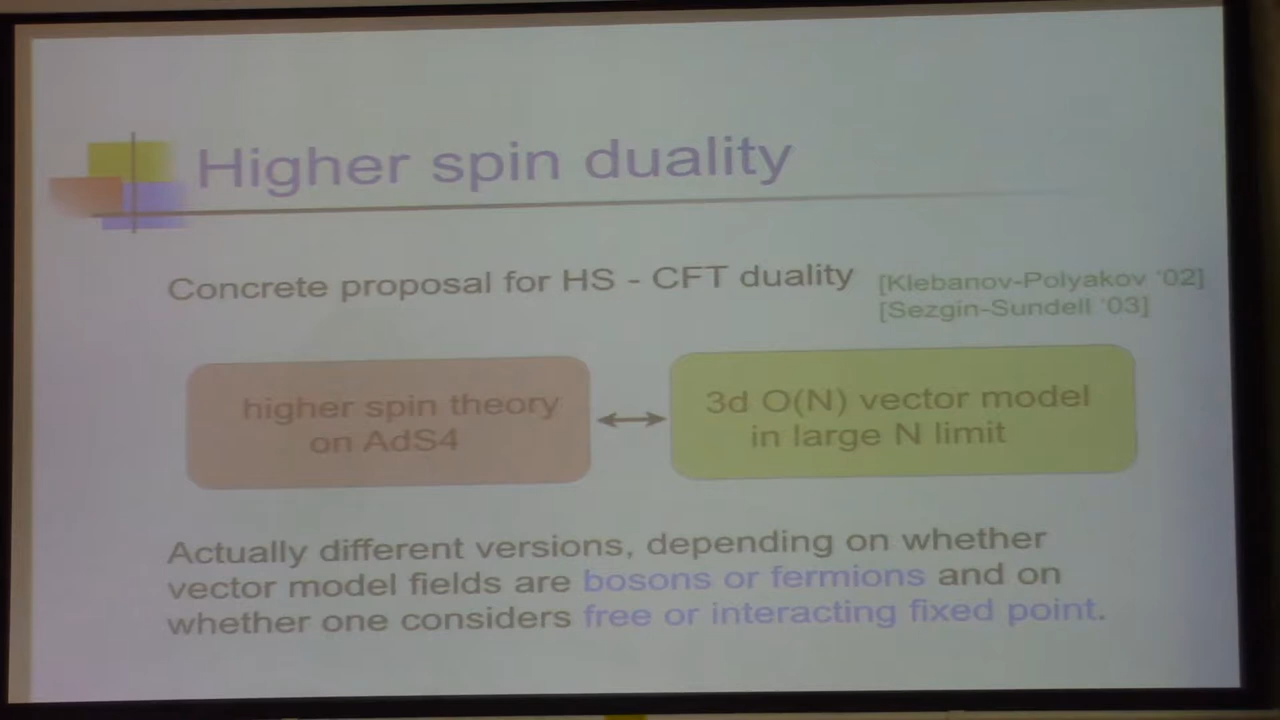 Higher spin duality
Concrete proposal for HS - CFT duality
[Klebanov-Polyakov '02]
[Sezgin-Sundell '03]
higher spin theory
on AdS4
3d O(N) vector model
in large N limit
Actually different versions, depending on whether
vector model fields are bosons or fermions and on
whether one considers free or interacting fixed point.